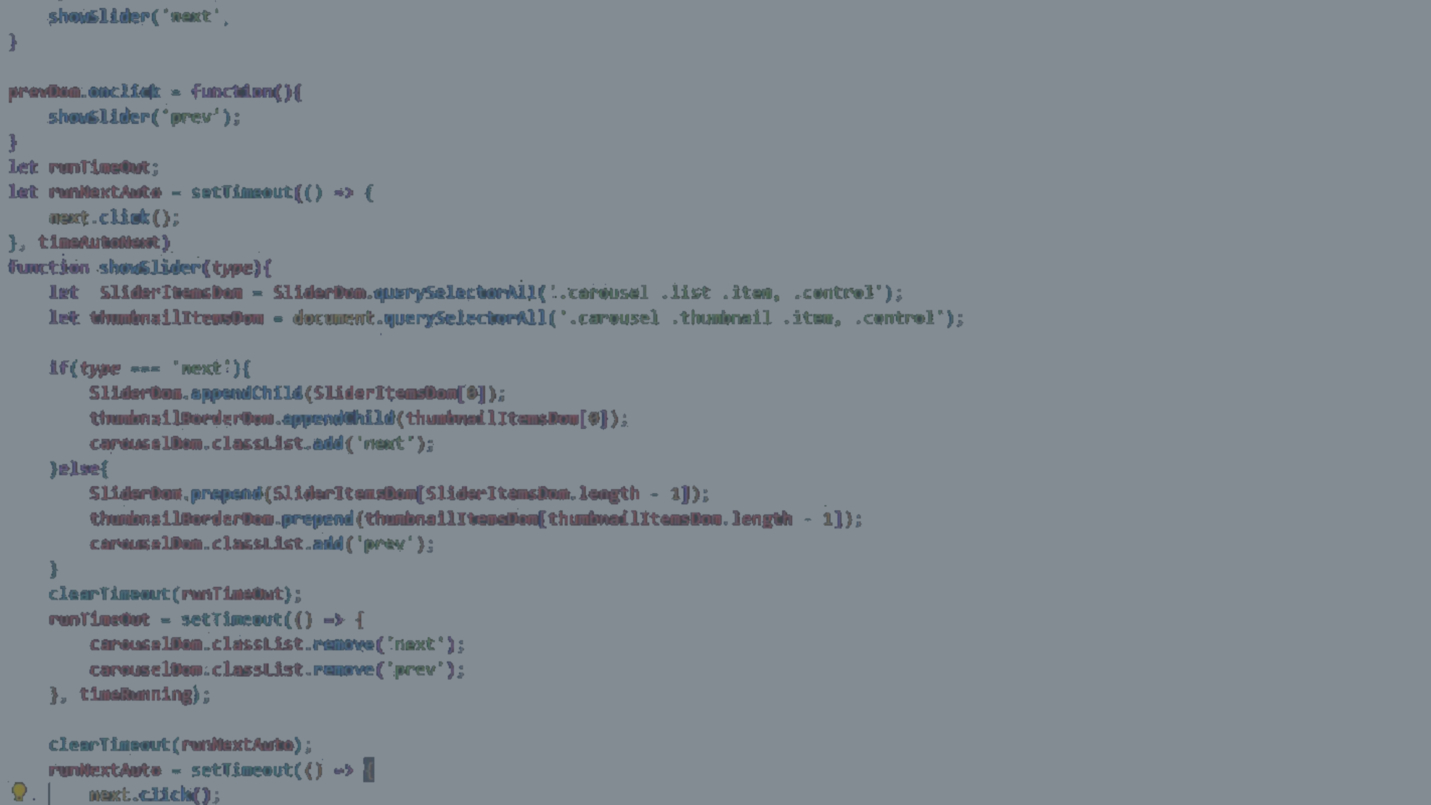 showSlider('next',
}
prevDom.onclick = function(){
showSlider('prev');
}
let runTimeOut;
let runNextAuto = setTimeout(() => {
next.click();
}, timeAutoNext)
function showSlider(type){
let  SliderItemsDom = SliderDom.querySelectorAll('.carousel .list .item, .control');
let thumbnailItemsDom = document.querySelectorAll('.carousel .thumbnail .item, .control');
if(type === 'next'){
SliderDom.appendChild(SliderItemsDom[0]);
thumbnailBorderDom.appendChild(thumbnailItemsDom[0]);
carouselDom.classList.add('next');
}else{
SliderDom.prepend(SliderItemsDom[SliderItemsDom.length - 1]);
thumbnailBorderDom.prepend(thumbnailItemsDom[thumbnailItemsDom.length - 1]);
carouselDom.classList.add('prev');
}
clearTimeout(runTimeOut);
runTimeOut = setTimeout(() => {
carouselDom.classList.remove('next');
carouselDom.classList.remove('prev');
}, timeRunning);
clearTimeout(runNextAuto);
runNextAuto = setTimeout(() => {
next.click();